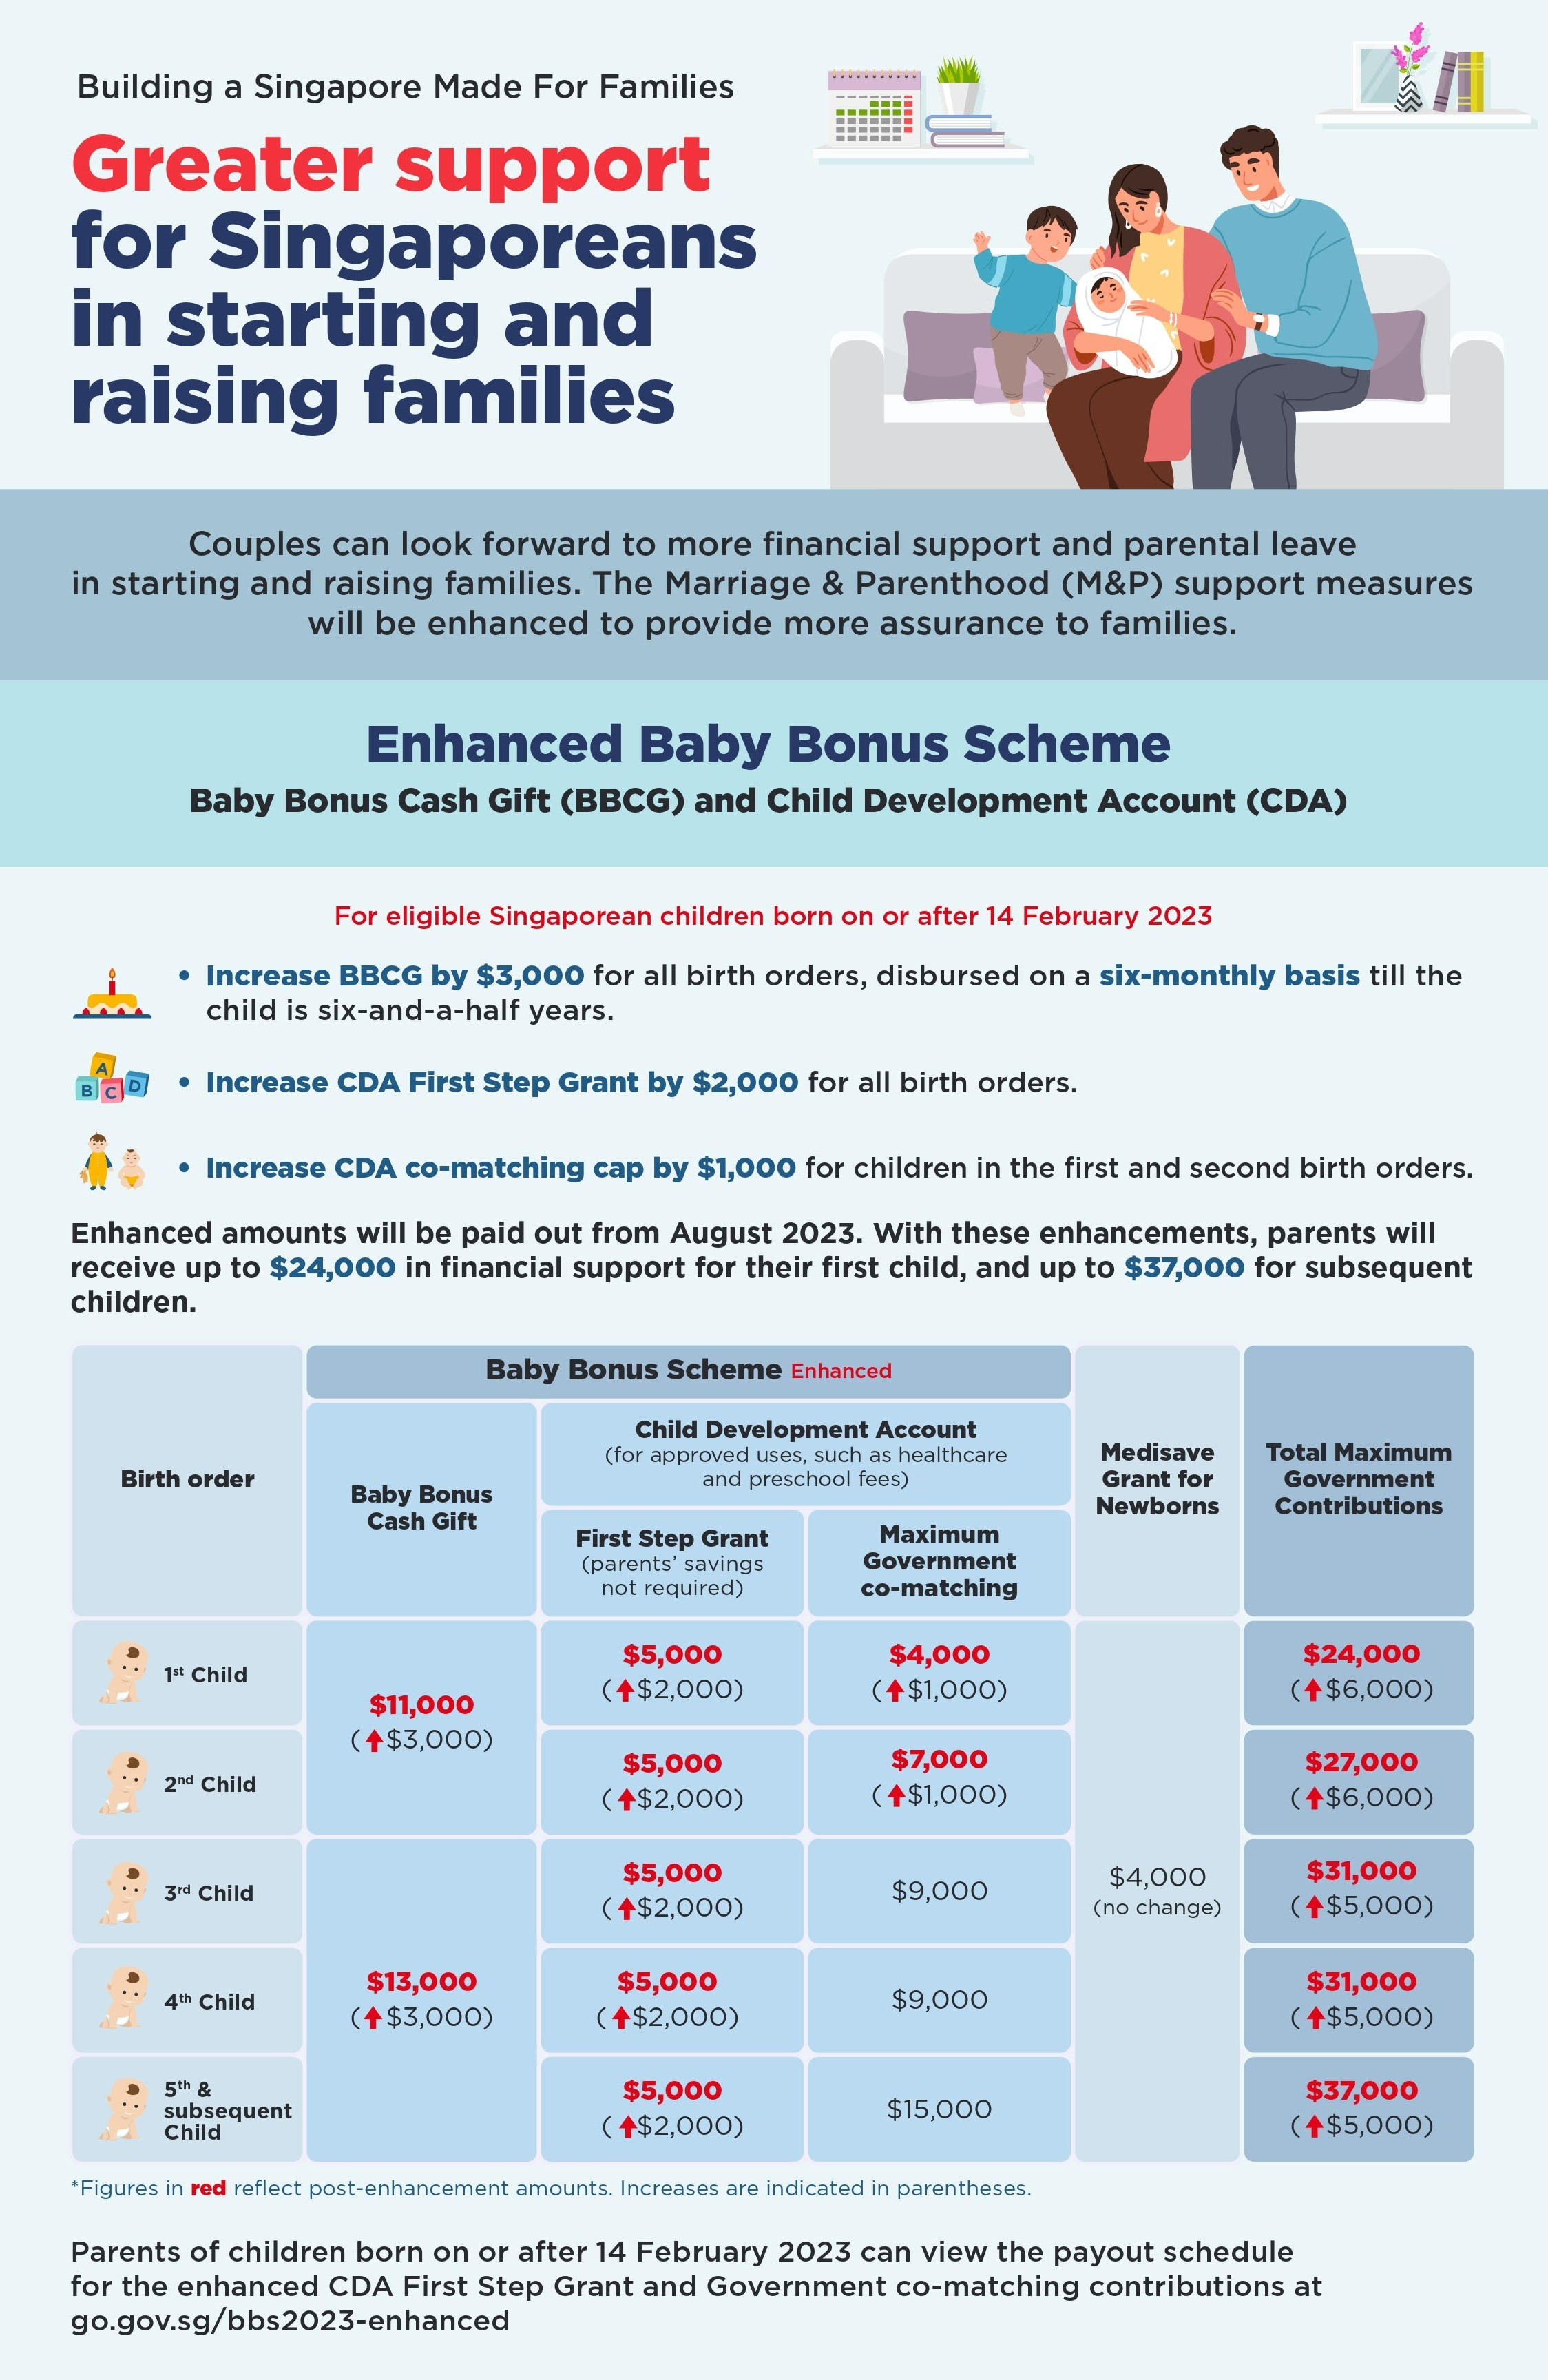 Building a Singapore Made For Families
Greater support
for Singaporeans
in starting and
raising families
Couples can look forward to more financial support and parental leave
in starting and raising families. The Marriage & Parenthood (M&P) support measures
will be enhanced to provide more assurance to families.
Enhanced Baby Bonus Scheme
Baby Bonus Cash Gift (BBCG) and Child Development Account (CDA)
For eligible Singaporean children born on or after 14 February 2023
• Increase BBCG by $3,000 for all birth orders, disbursed on a six-monthly basis till the
child is six-and-a-half years.
A
B C D
• Increase CDA First Step Grant by $2,000 for all birth orders.
• Increase CDA co-matching cap by $1,000 for children in the first and second birth orders.
Enhanced amounts will be paid out from August 2023. With these enhancements, parents will
receive up to $24,000 in financial support for their first child, and up to $37,000 for subsequent
children.
Birth order
Baby Bonus Scheme Enhanced
Baby Bonus
Cash Gift
Child Development Account
(for approved uses, such as healthcare
and preschool fees)
First Step Grant
(parents' savings
not required)
Maximum
Government
co-matching
Medisave
Grant for
Newborns
Total Maximum
Government
Contributions
1st Child
$11,000
(↑$3,000)
$5,000
(↑$2,000)
$4,000
(↑$1,000)
$24,000
(↑$6,000)
2nd Child
$5,000
(↑$2,000)
$7,000
(↑$1,000)
$27,000
(↑$6,000)
3rd Child
$5,000
(↑$2,000)
$9,000
$4,000
(no change)
$31,000
(↑$5,000)
4th Child
$13,000
(↑$3,000)
$5,000
(↑$2,000)
$9,000
$31,000
(↑$5,000)
5th &
subsequent
Child
$5,000
(↑$2,000)
$15,000
$37,000
(↑$5,000)
*Figures in red reflect post-enhancement amounts. Increases are indicated in parentheses.
Parents of children born on or after 14 February 2023 can view the payout schedule
for the enhanced CDA First Step Grant and Government co-matching contributions at
go.gov.sg/bbs2023-enhanced